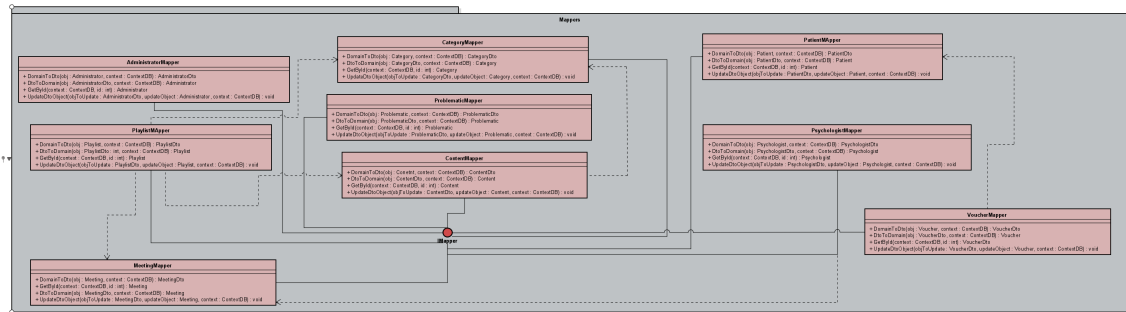 Mappers
CategoryMapper
+ DomainToDto(obj : Category, context : ContextDB) : CategoryDto
+ DtoToDomain(obj : CategoryDto, context : ContextDB) : Category
+ GetById(context : ContextDB, id : int) : Category
+ UpdateDtoObject(objToUpdate : CategoryDto, updateObject : Category, context : ContextDB) : void
PatientMApper
+ DomainToDto(obj : Patient, context : ContextDB) : PatientDto
+ DtoToDomain(obj : PatientDto, context : ContextDB) : Patient
+ GetById(context : ContextDB, id : int) : Patient
+ UpdateDtoObject(objToUpdate : PatientDto, updateObject : Patient, context : ContextDB) : void
AdministratorMapper
+ DomainToDto(obj : Administrator, context : ContextDB) : AdministratorDto
+ DtoToDomain(obj : AdministratorDto, context : ContextDB) : Administrator
+ GetById(context : ContextDB, id : int) : Administrator
+ UpdateDtoObject(objToUpdate : AdministratorDto, updateObject : Administrator, context : ContextDB) : void
ProblematicMapper
+ DomainToDto(obj : Problematic, context : ContextDB) : ProblematicDto
+ DtoToDomain(obj : ProblematicDto, context : ContextDB) : Problematic
+ GetById(context : ContextDB, id : int) : Problematic
+ UpdateDtoObject(objToUpdate : ProblematicDto, updateObject : Problematic, context : ContextDB) : void
PlaylistMApper
+ DomainToDto(obj : Playlist, context : ContextDB) : PlaylistDto
+ DtoToDomain(obj : PlaylistDto : int, context : ContextDB) : Playlist
+ GetById(context : ContextDB, id : int) : Playlist
+ UpdateDtoObject(objToUpdate : PlaylistDto, updateObject : Playlist, context : ContextDB) : void
PsychologistMapper
+ DomainToDto(obj : Psychologist, context : ContextDB) : PsychologistDto
+ DtoToDomain(obj : PsychologistDto, context : ContextDB) : Psychologist
+ GetById(context : ContextDB, id : int) : Psychologist
+ UpdateDtoObject(objToUpdate : PsychologistDto, updateObject : Psychologist, context : ContextDB) : void
ContentMapper
+ DomainToDto(obj : context : ContextDB) : ContentDto
+ DtoToDomain(obj : ContentDto, context : ContextDB) : Content
+ GetById(context : ContextDB, id : int) : Content
+ UpdateDtoObject(objToUpdate : ContentDto, updateObject : Content, context : ContextDB) : void
VoucherMapper
+ DomainToDto(obj : Voucher, context : ContextDB) : VoucherDto
+ DtoToDomain(obj : VoucherDto, context : ContextDB) : Voucher
+ GetById(context : ContextDB, id : int) : VoucherDto
+ UpdateDtoObject(objToUpdate : VoucherDto, updateObject : Voucher, context : ContextDB) : void
IMapper
MeetingMapper
+ DomainToDto(obj : Meeting, context : ContextDB) : MeetingDto
+ GetById(context : ContextDB, id : int) : Meeting
+ DtoToDomain(obj : MeetingDto, context : ContextDB) : Meeting
+ UpdateDtoObject(objToUpdate : MeetingDto, updateObject : Meeting, context : ContextDB) : void